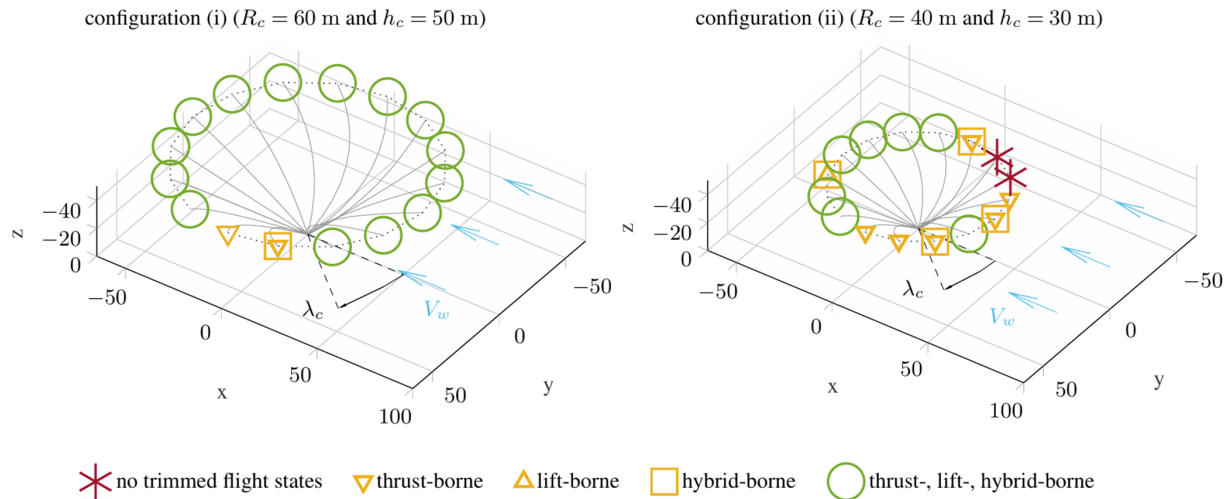 configuration (i) (R_c = 60 m and h_c = 50 m)
configuration (ii) (R_c = 40 m and h_c = 30 m)
z
−40
−20
0
−50
0
50
100
x
50
0
−50
y
λ_c
V_w
z
−40
−20
0
−50
0
50
100
x
50
0
−50
y
λ_c
V_w
no trimmed flight states thrust-borne lift-borne hybrid-borne thrust-, lift-, hybrid-borne